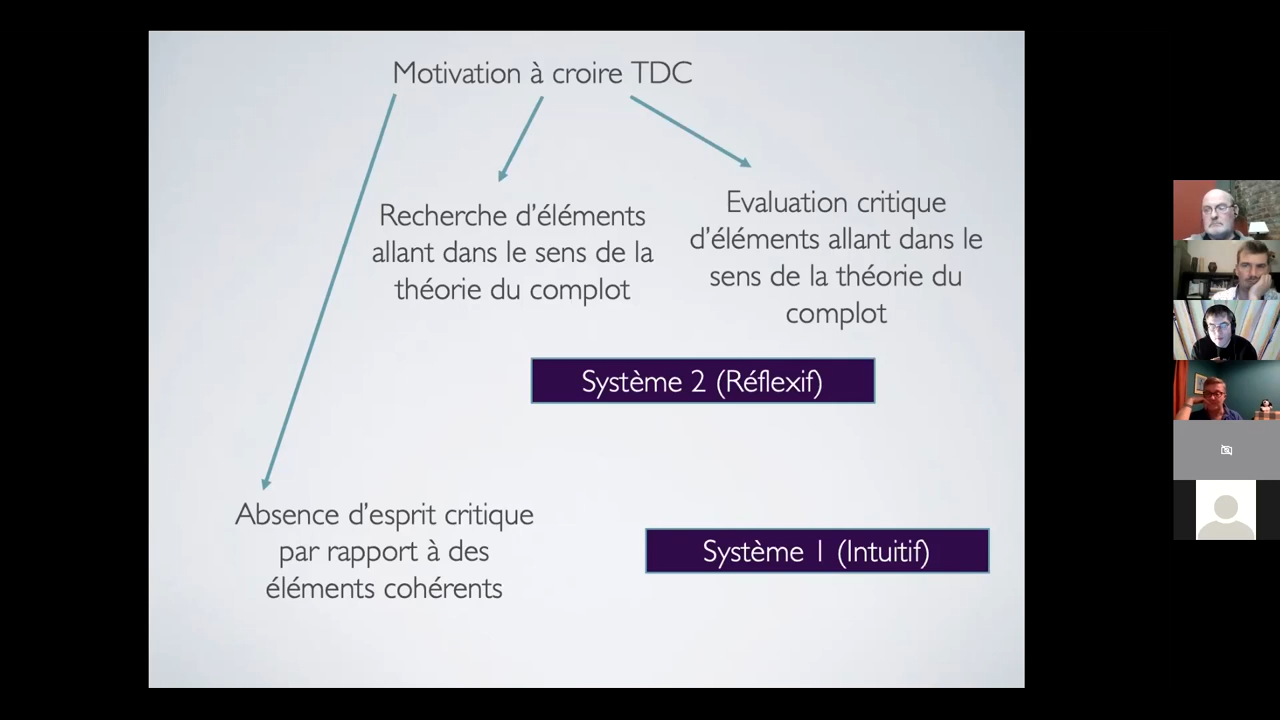 Motivation à croire TDC
Recherche d'éléments
allant dans le sens de la
théorie du complot
Evaluation critique
d'éléments allant dans le
sens de la théorie du
complot
Système 2 (Réflexif)
Absence d'esprit critique
par rapport à des
éléments cohérents
Système 1 (Intuitif)